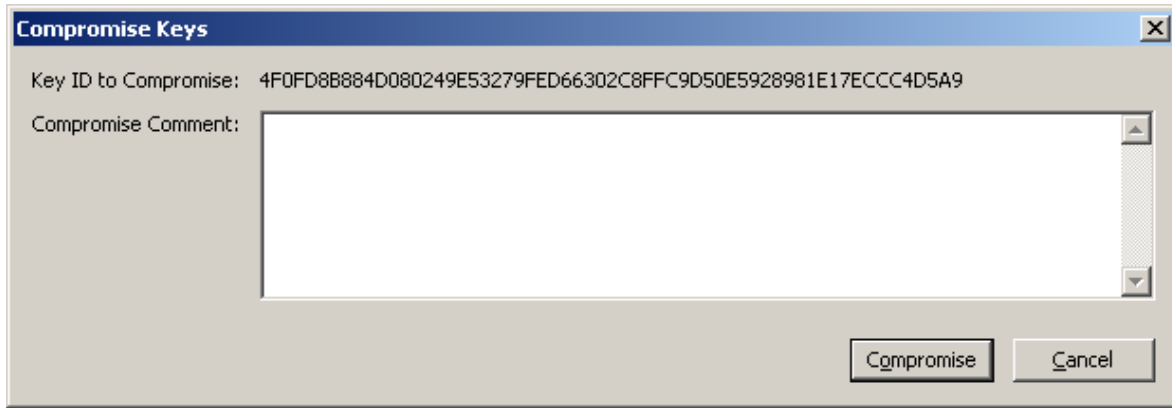 Compromise Keys
Key ID to Compromise: 4F0FD8B884D080249E53279FED66302C8FFC9D50E5928981E17ECCC4D5A9
Compromise Comment:
Compromise Cancel